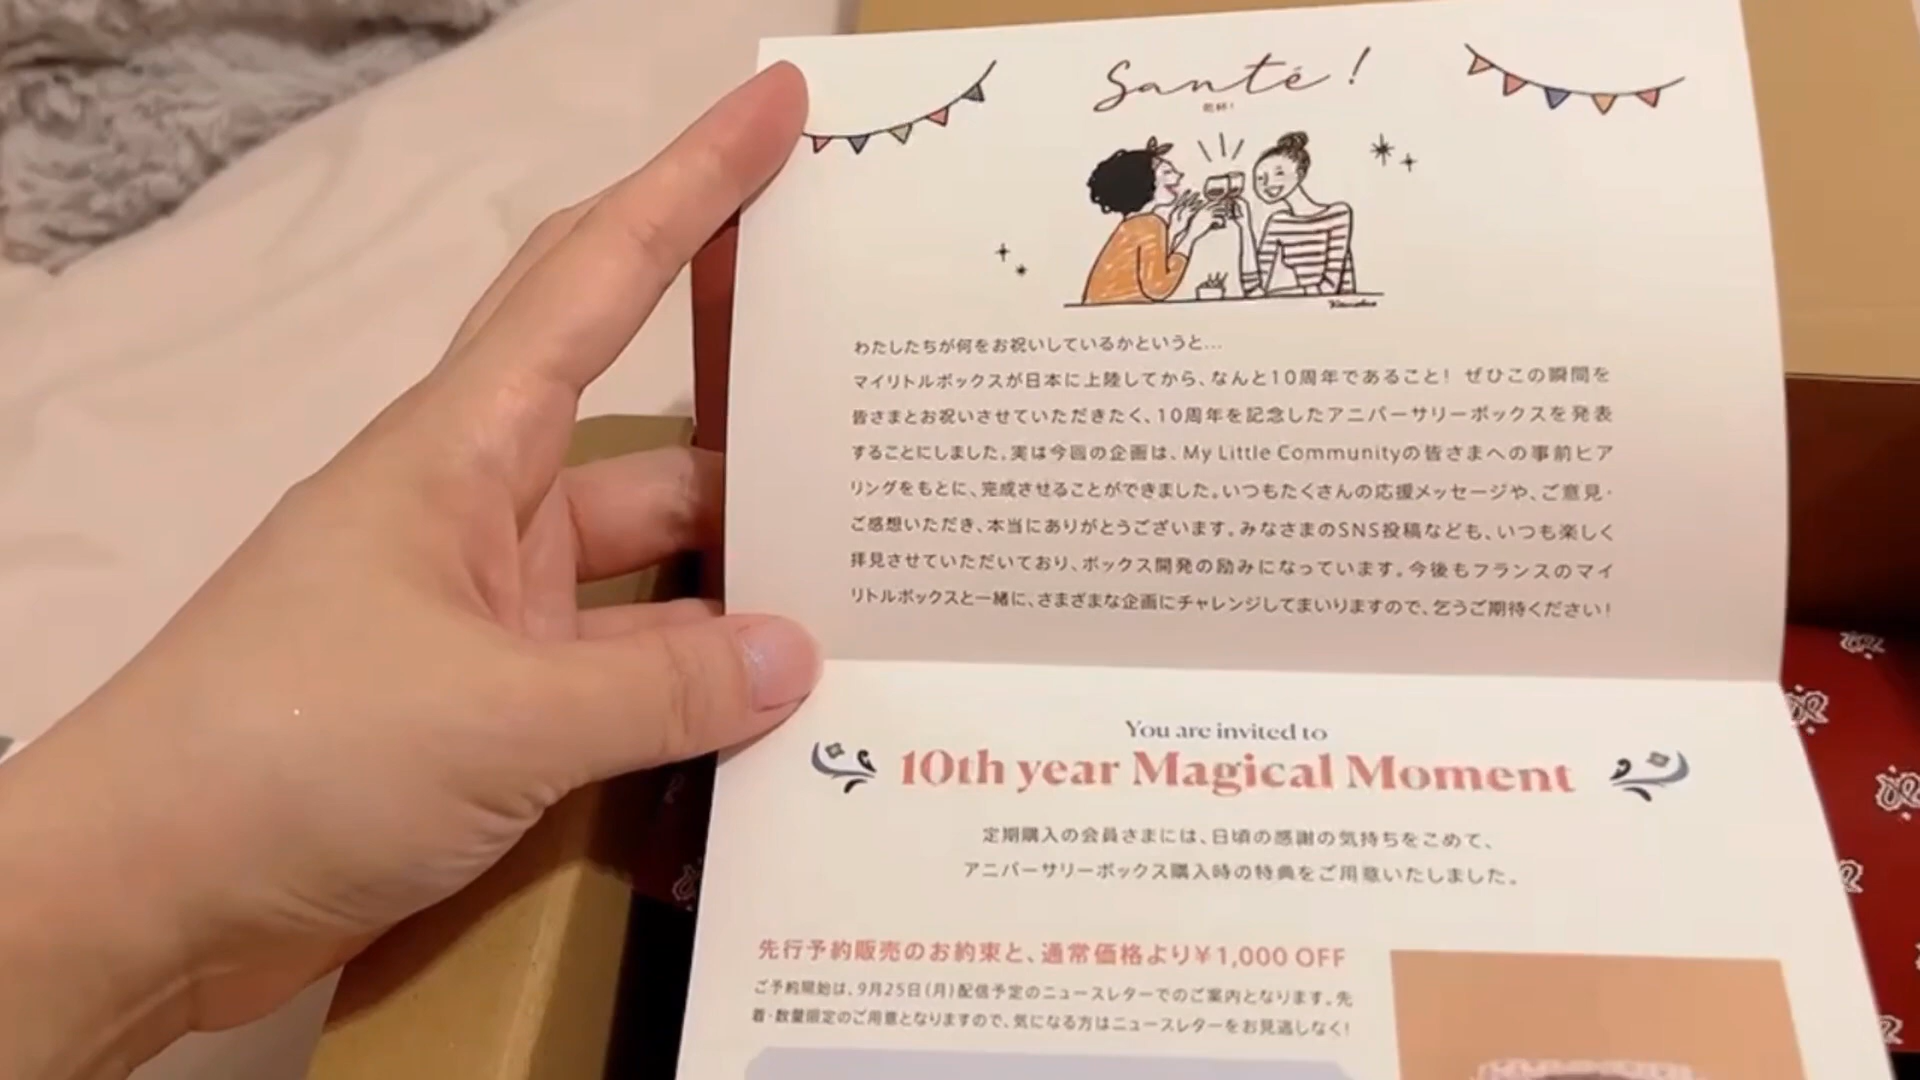 Santé!
乾杯!
わたしたちが何をお祝いしているかというと...
マイリトルボックスが日本に上陸してから、なんと10周年であること! ぜひこの瞬間を
皆さまとお祝いさせていただきたく、10周年を記念したアニバーサリーボックスを発表
することにしました。実は今回の企画は、My Little Communityの皆さまへの事前ヒア
リングをもとに、完成させることができました。いつもたくさんの応援メッセージや、ご意見・
ご感想いただき、本当にありがとうございます。みなさまのSNS投稿なども、いつも楽しく
拝見させていただいており、ボックス開発の励みになっています。今後もフランスのマイ
リトルボックスと一緒に、さまざまな企画にチャレンジしてまいりますので、乞うご期待ください!
You are invited to
10th year Magical Moment
定期購入の会員さまには、日頃の感謝の気持ちをこめて、
アニバーサリーボックス購入時の特典をご用意いたしました。
先行予約販売のお約束と、通常価格より¥1,000 OFF
ご予約開始は、9月25日(月)配信予定のニュースレターでのご案内となります。先
着・数量限定のご用意となりますので、気になる方はニュースレターをお見逃しなく!